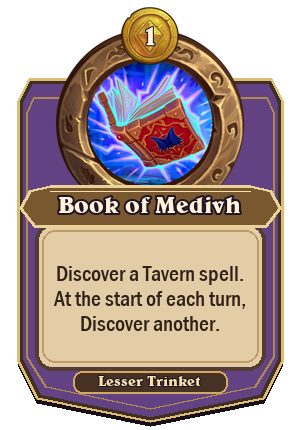 1
Book of Medivh
Discover a Tavern spell.
At the start of each turn,
Discover another.
Lesser Trinket